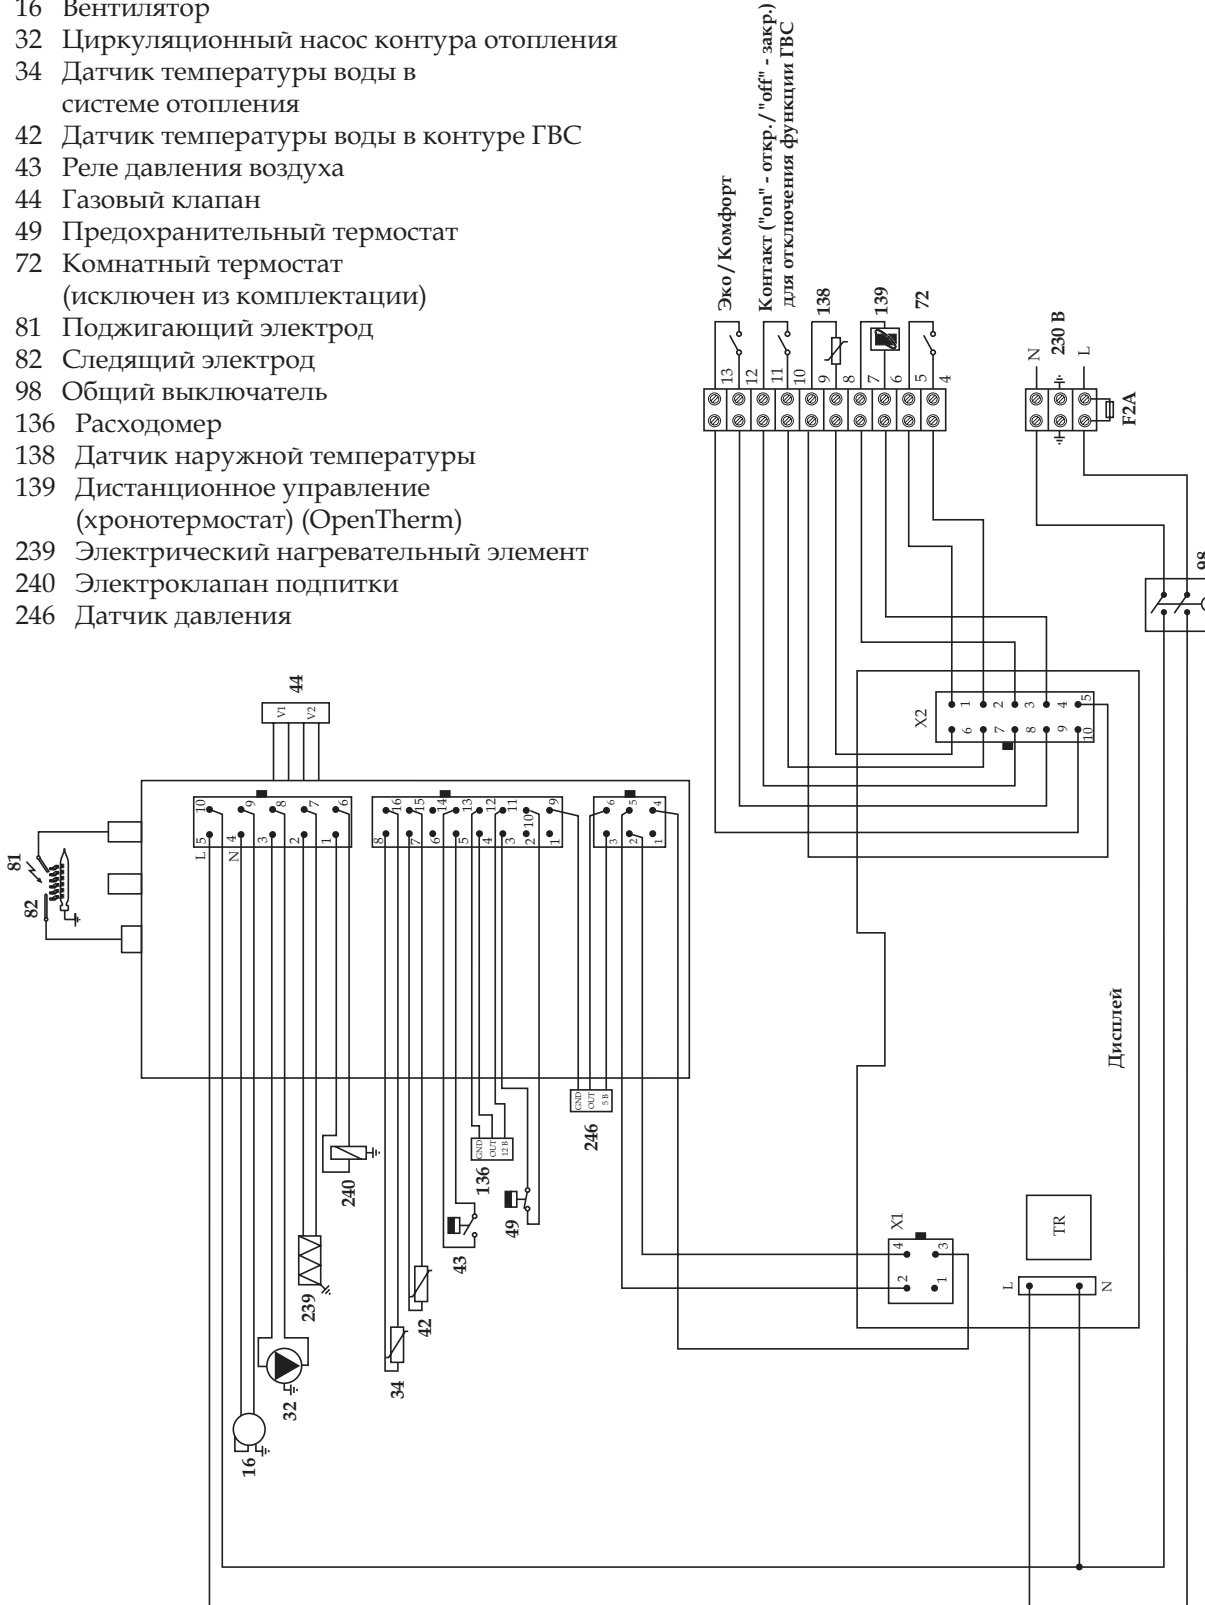 16 Вентилятор
32 Циркуляционный насос контура отопления
34 Датчик температуры воды в
системе отопления
42 Датчик температуры воды в контуре ГВС
43 Реле давления воздуха
44 Газовый клапан
49 Предохранительный термостат
72 Комнатный термостат
(исключен из комплектации)
81 Поджигающий электрод
82 Следящий электрод
98 Общий выключатель
136 Расходомер
138 Датчик наружной температуры
139 Дистанционное управление
(хронотермостат) (OpenTherm)
239 Электрический нагревательный элемент
240 Электроклапан подпитки
246 Датчик давления
Эко / Комфорт
Контакт ("on" - откр. / "off" - закр.)
для отключения функции ГВС
138
139
72
13
12
11
10
9
8
7
6
5
4
N
230 В
L
F2A
98
X2
1
2
3
4
5
6
7
8
9
10
44
V1
V2
81
82
10
9
8
7
6
L
5
N
4
3
2
1
16
15
14
13
12
11
10
9
8
7
6
5
4
3
2
1
6
5
4
3
2
1
GND
OUT
5 В
246
GND
OUT
12 В
136
49
43
42
34
240
239
32
16
X1
4
3
2
1
Дисплей
TR
L
N